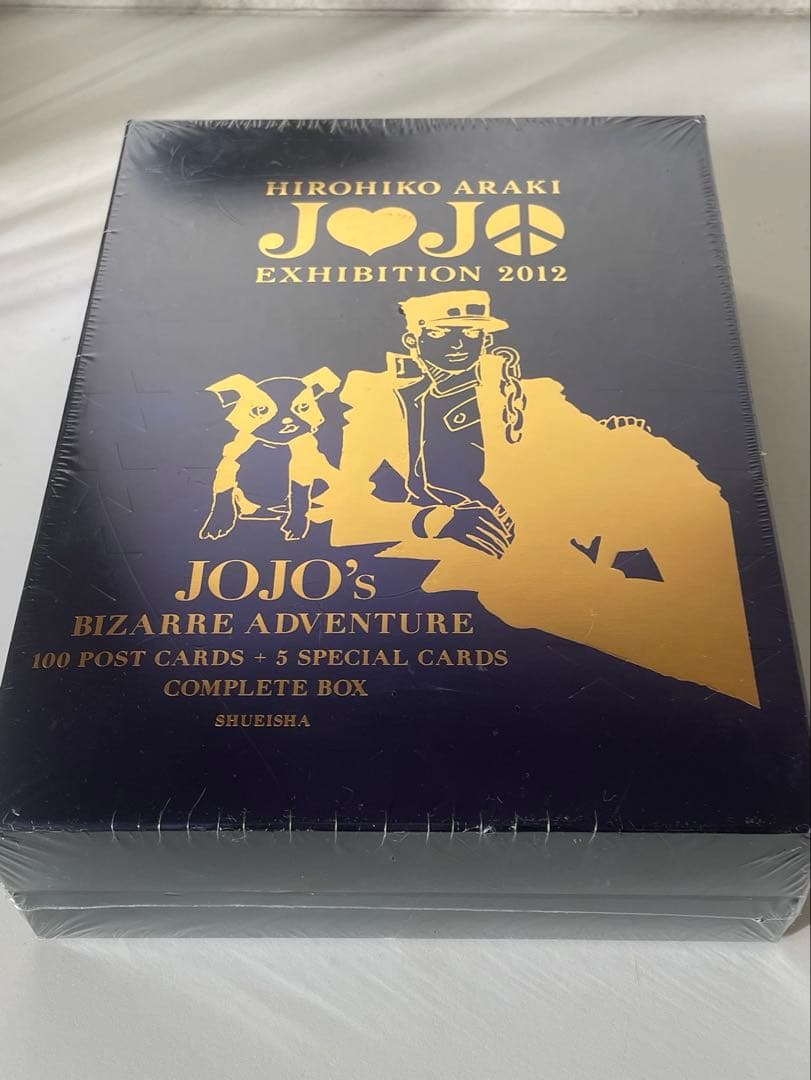 HIROHIKO ARAKI
JOJO
EXHIBITION 2012
JOJO's
BIZARRE ADVENTURE
100 POST CARDS + 5 SPECIAL CARDS
COMPLETE BOX
SHUEISHA